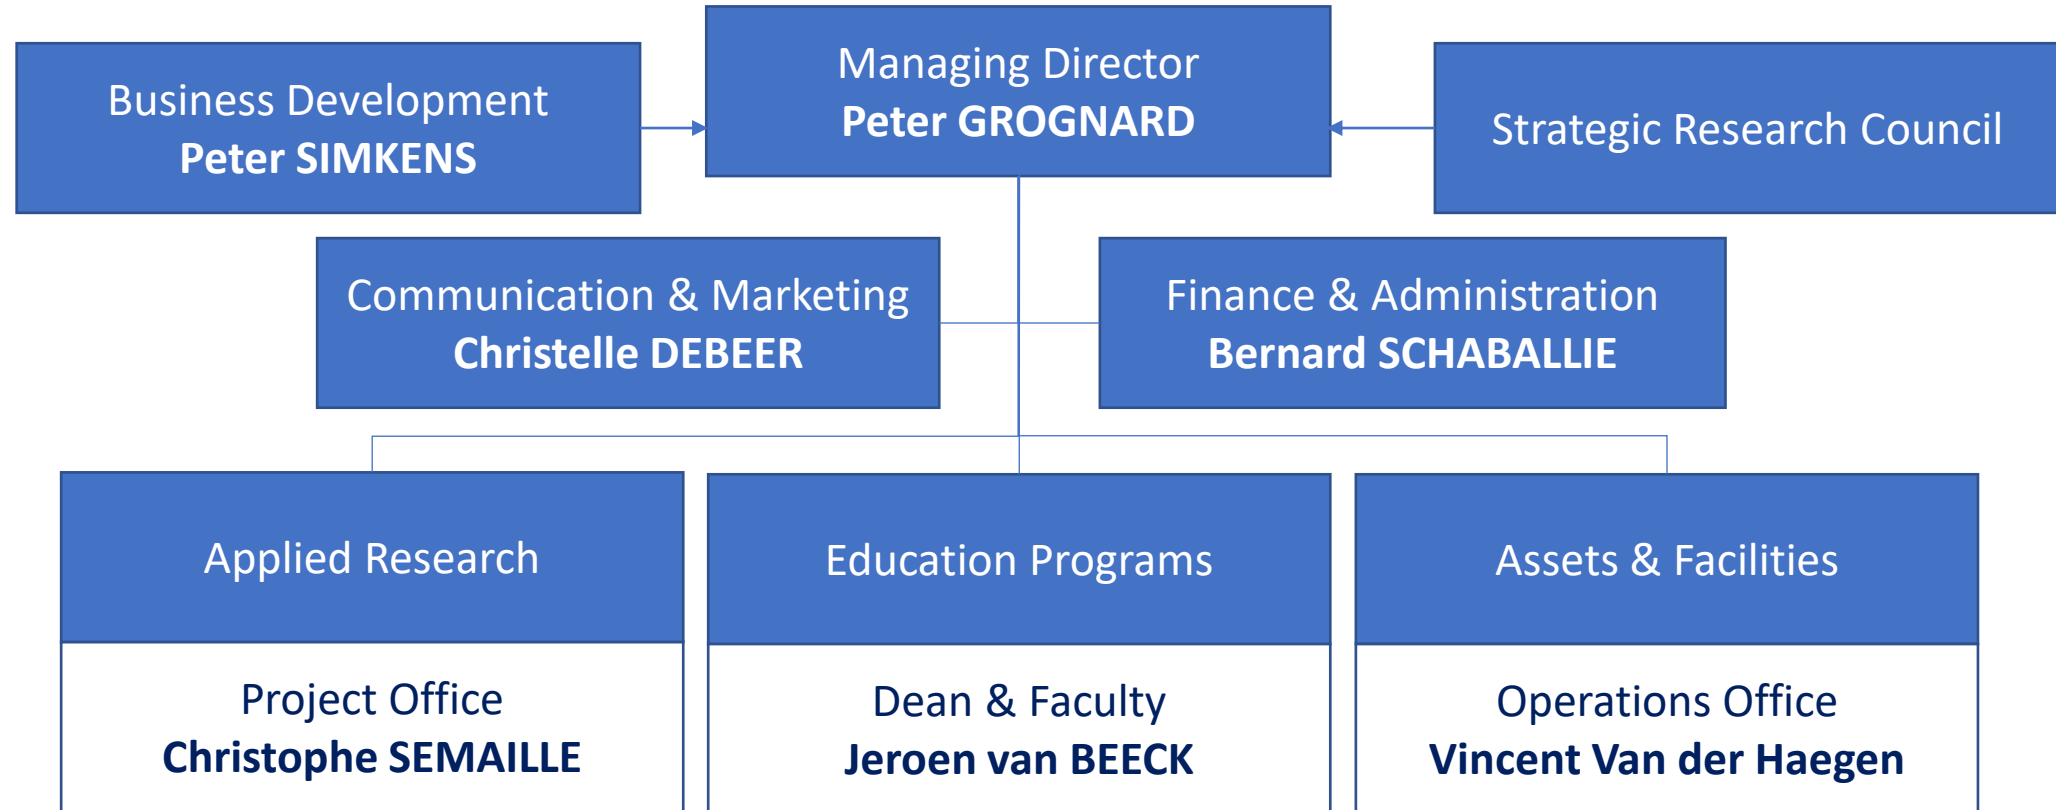 Business Development
Peter SIMKENS
Managing Director
Peter GROGNARD
Strategic Research Council
Communication & Marketing
Christelle DEBEER
Finance & Administration
Bernard SCHABALLIE
Applied Research
Project Office
Christophe SEMAILLE
Education Programs
Dean & Faculty
Jeroen van BEECK
Assets & Facilities
Operations Office
Vincent Van der Haegen